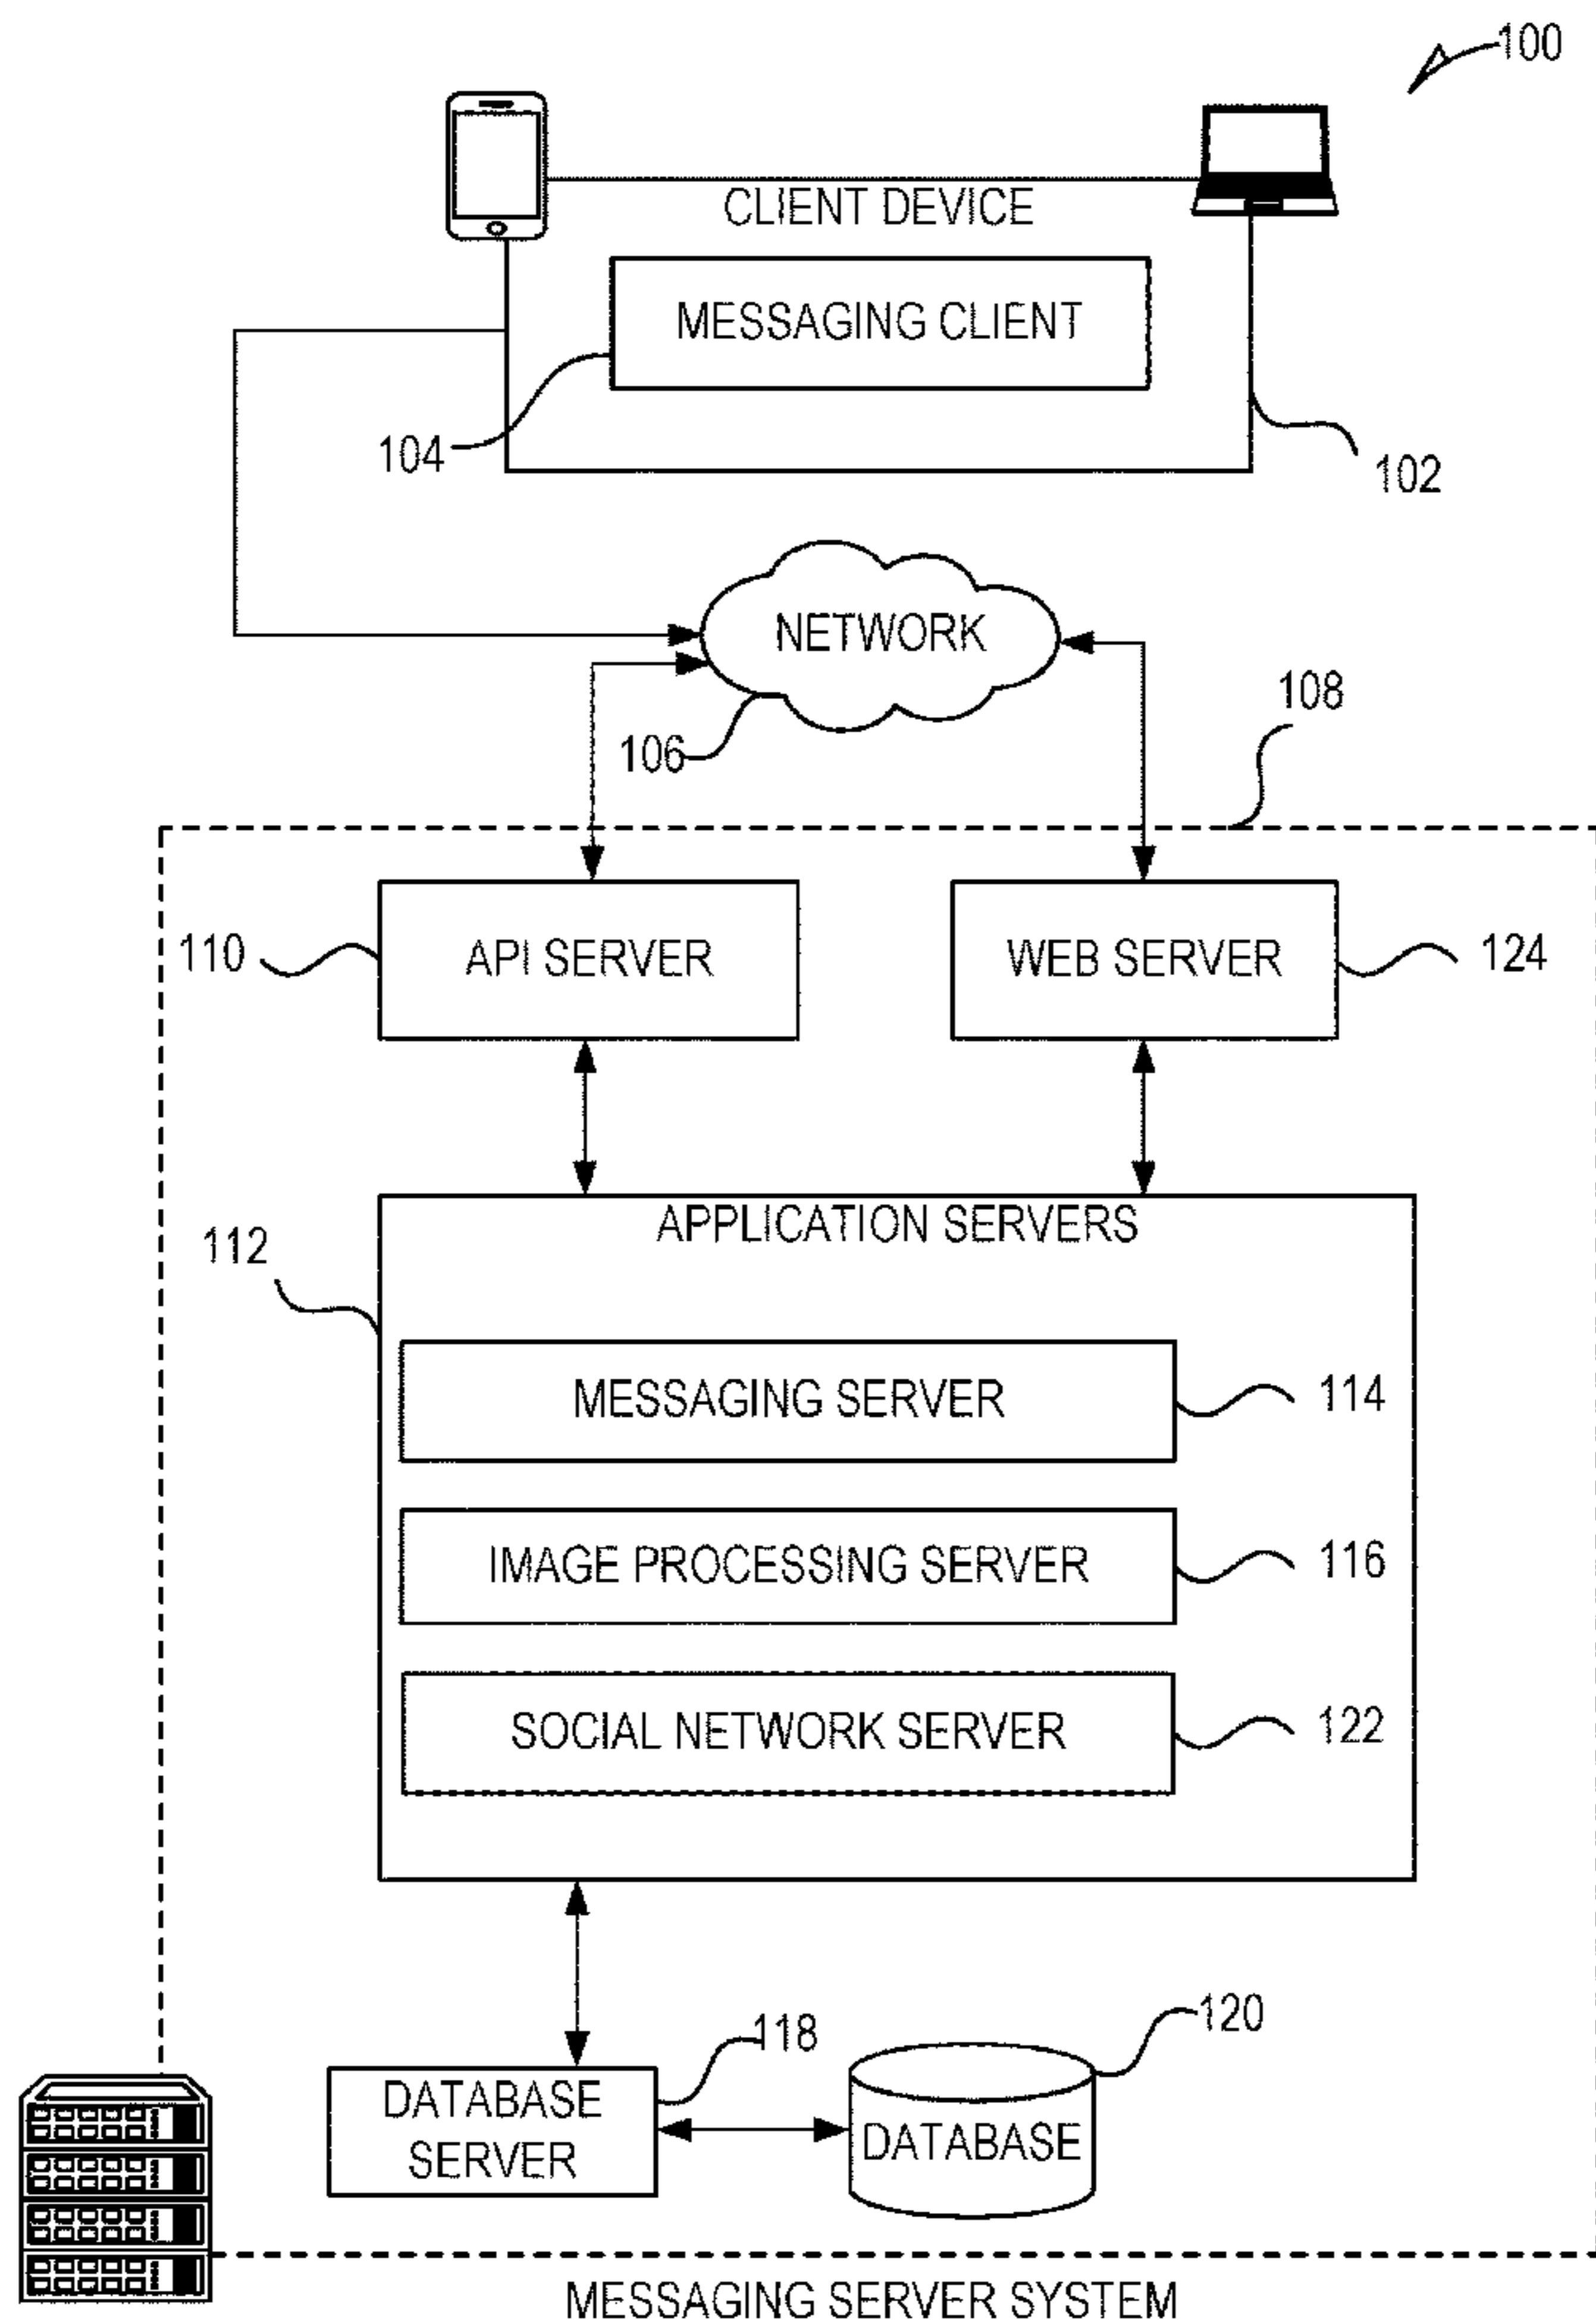 100
CLIENT DEVICE
MESSAGING CLIENT
104
102
NETWORK
106
108
110
API SERVER
WEB SERVER
124
APPLICATION SERVERS
112
MESSAGING SERVER
114
IMAGE PROCESSING SERVER
116
SOCIAL NETWORK SERVER
122
118
120
DATABASE
SERVER
DATABASE
MESSAGING SERVER SYSTEM